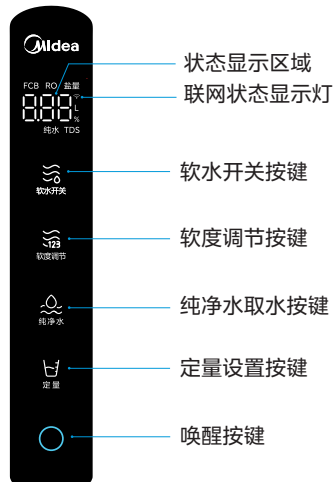 Midea
FCB RO 盐量
888 L %
纯水 TDS
软水开关
123
软度调节
纯净水
定量
状态显示区域
联网状态显示灯
软水开关按键
软度调节按键
纯净水取水按键
定量设置按键
唤醒按键